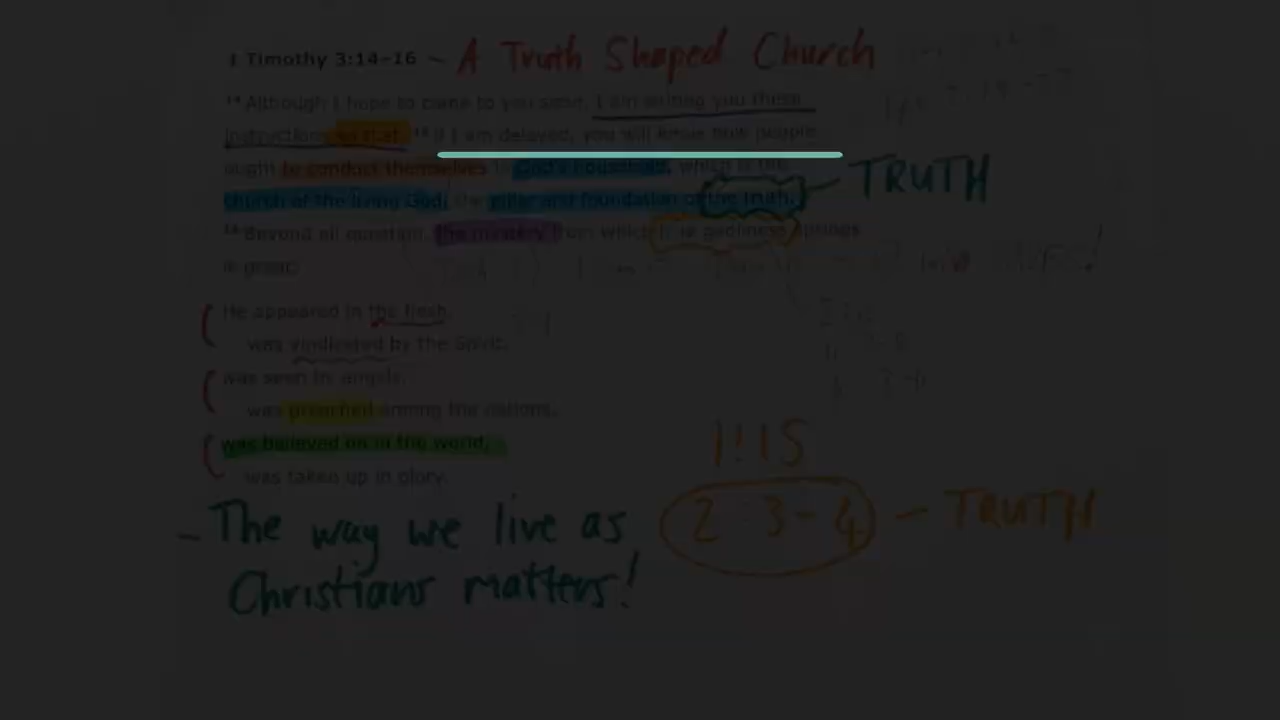 1 Timothy 3:14–16 – A Truth Shaped Church
14 Although I hope to come to you soon, I am writing you these
instructions so that, 15 if I am delayed, you will know how people
ought to conduct themselves in God's household, which is the
church of the living God, the pillar and foundation of the truth. – TRUTH
16 Beyond all question, the mystery from which true godliness springs
is great:
He appeared in the flesh,
was vindicated by the Spirit,
was seen by angels,
was preached among the nations,
was believed on in the world,
was taken up in glory.
1:15
2 3-4 – TRUTH
– The way we live as
Christians matters!